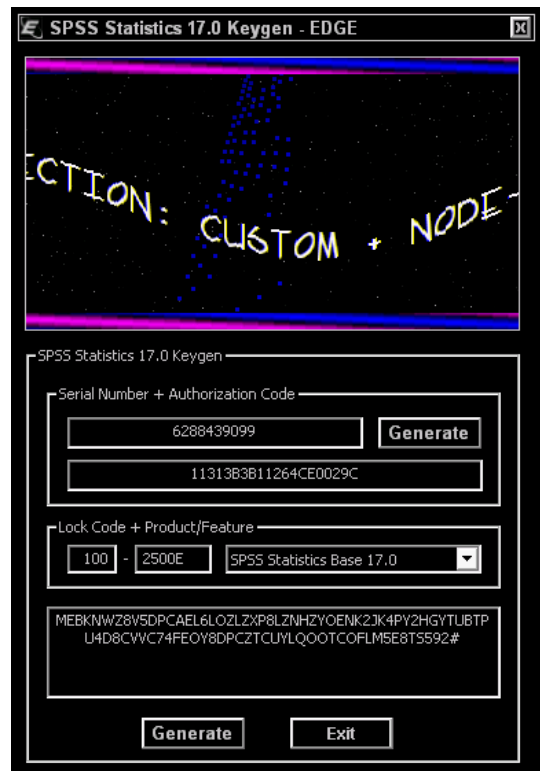 SPSS Statistics 17.0 Keygen - EDGE
ECTION: CUSTOM + NODE-
SPSS Statistics 17.0 Keygen
Serial Number + Authorization Code
6288439099
Generate
11313B3B11264CE0029C
Lock Code + Product/Feature
100 - 2500E SPSS Statistics Base 17.0
MEBKNWZ8V5DPCAEL6LOZLZXP8LZNHZYOENK2JK4PY2HGYTUBTP
U4D8CWC74FEOY8DPCZTCUYLQOOTCOFLM5E8TS592#
Generate Exit